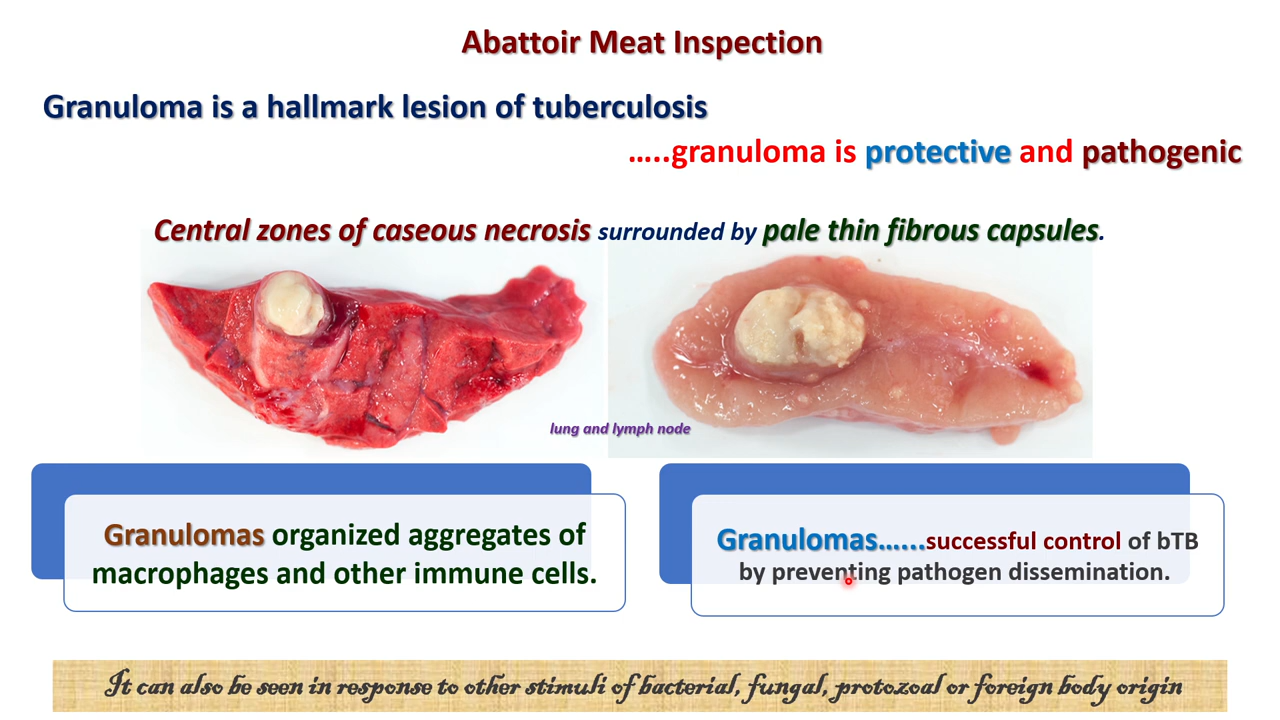 Abattoir Meat Inspection
Granuloma is a hallmark lesion of tuberculosis
…..granuloma is protective and pathogenic
Central zones of caseous necrosis surrounded by pale thin fibrous capsules.
lung and lymph node
Granulomas organized aggregates of
macrophages and other immune cells.
Granulomas…...successful control of bTB
by preventing pathogen dissemination.
It can also be seen in response to other stimuli of bacterial, fungal, protozoal or foreign body origin